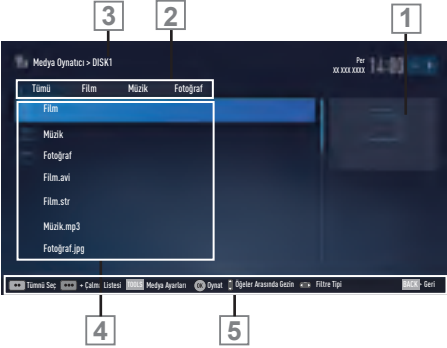 3
2
1
Medya Oynatıcı > DISK1
Per
XX XXX XXXX
14:03
Tümü Film Müzik Fotoğraf
Film
Müzik
Fotoğraf
Film.avi
Film.str
Müzik.mp3
Fotoğraf.jpg
Tümnü Seç + Çalma Listesi TOOLS Medya Ayarları OK Oynat Öğeler Arasında Gezin Filtre Tipi BACK - Geri
4
5